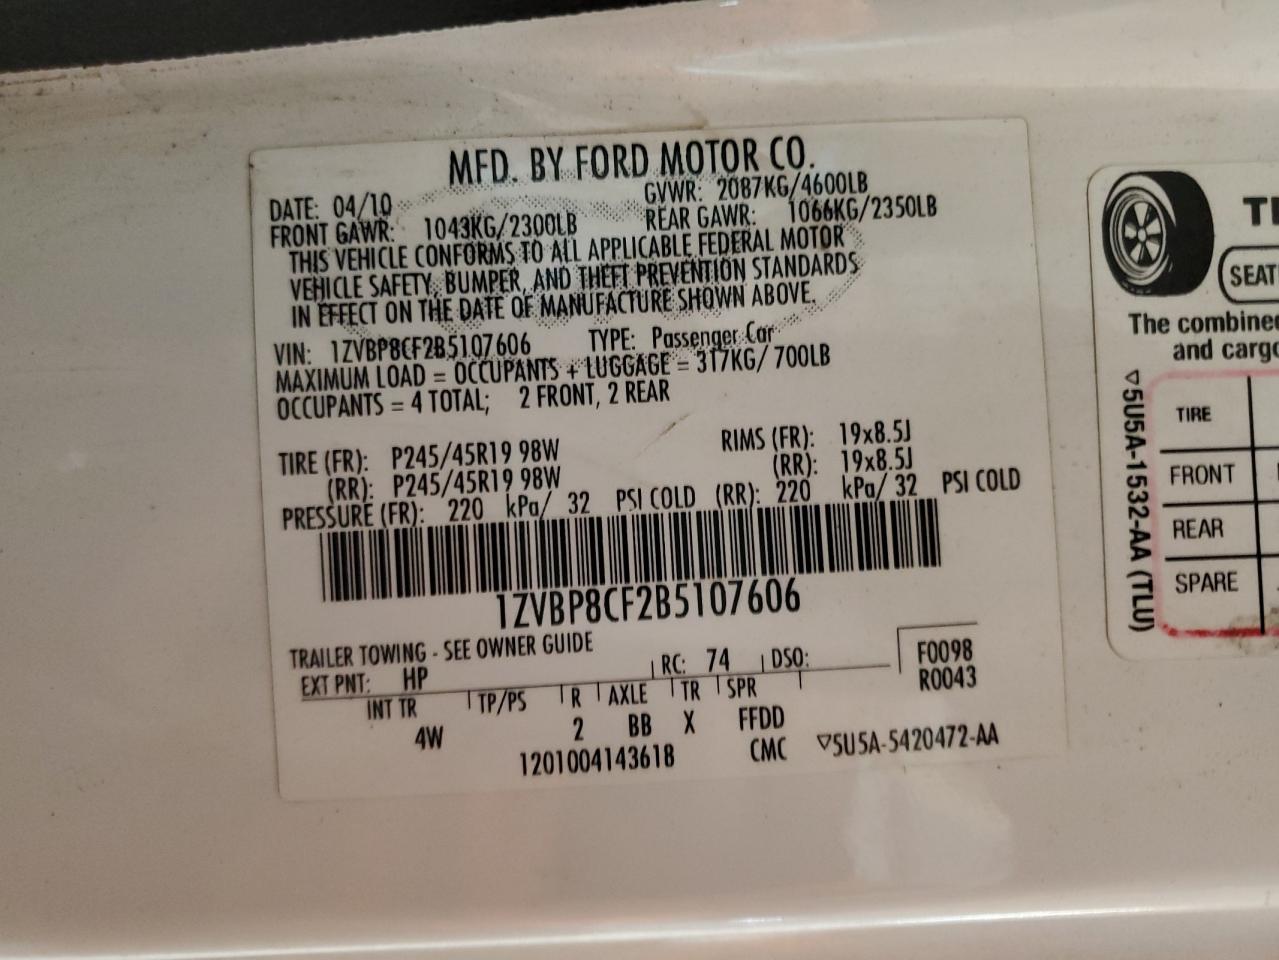 MFD. BY FORD MOTOR CO.
DATE: 04/10 GVWR: 2087KG/4600LB
FRONT GAWR: 1043KG/2300LB REAR GAWR: 1066KG/2350LB
THIS VEHICLE CONFORMS TO ALL APPLICABLE FEDERAL MOTOR
VEHICLE SAFETY, BUMPER, AND THEFT PREVENTION STANDARDS
IN EFFECT ON THE DATE OF MANUFACTURE SHOWN ABOVE.
VIN: 1ZVBP8CF2B5107606 TYPE: Passenger Car
MAXIMUM LOAD = OCCUPANTS + LUGGAGE = 317KG/ 700LB
OCCUPANTS = 4 TOTAL; 2 FRONT, 2 REAR
TIRE (FR): P245/45R19 98W RIMS (FR): 19x8.5J
(RR): P245/45R19 98W (RR): 19x8.5J
PRESSURE (FR): 220 kPa/ 32 PSI COLD (RR): 220 kPa/ 32 PSI COLD
1ZVBP8CF2B5107606
TRAILER TOWING - SEE OWNER GUIDE
EXT PNT: HP RC: 74 DSO: F0098
R0043
INT TR TP/PS R AXLE TR SPR
4W 2 BB X FFDD
1201004143618 CMC ▽5U5A-5420472-AA
SEAT
The combined
and cargo
TIRE
FRONT
REAR
SPARE
▽5U5A-1532-AA (TLU)